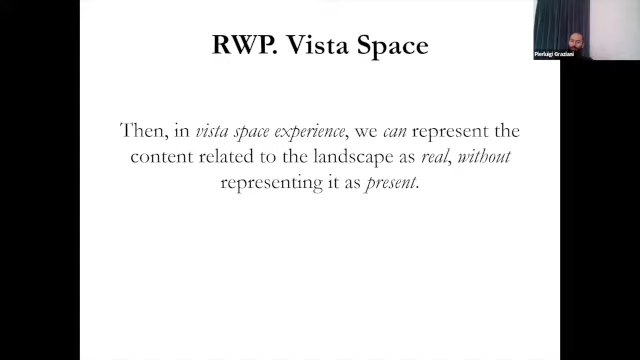 RWP. Vista Space
Pierluigi Graziani
Then, in vista space experience, we can represent the
content related to the landscape as real, without
representing it as present.